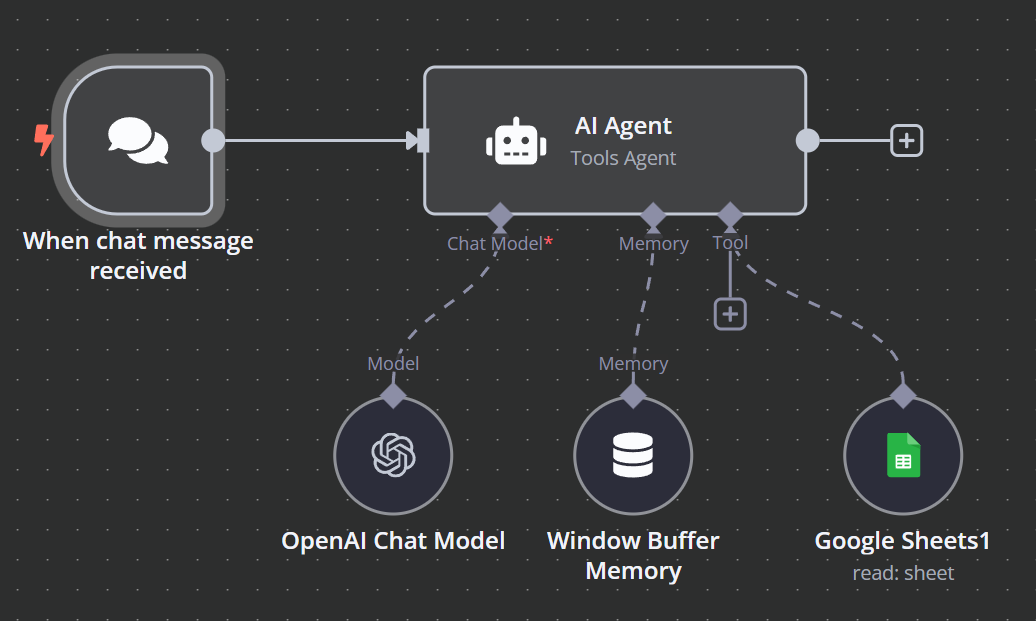 AI Agent
Tools Agent
When chat message
received
Chat Model*
Memory
Tool
Model
Memory
OpenAI Chat Model
Window Buffer
Memory
Google Sheets1
read: sheet